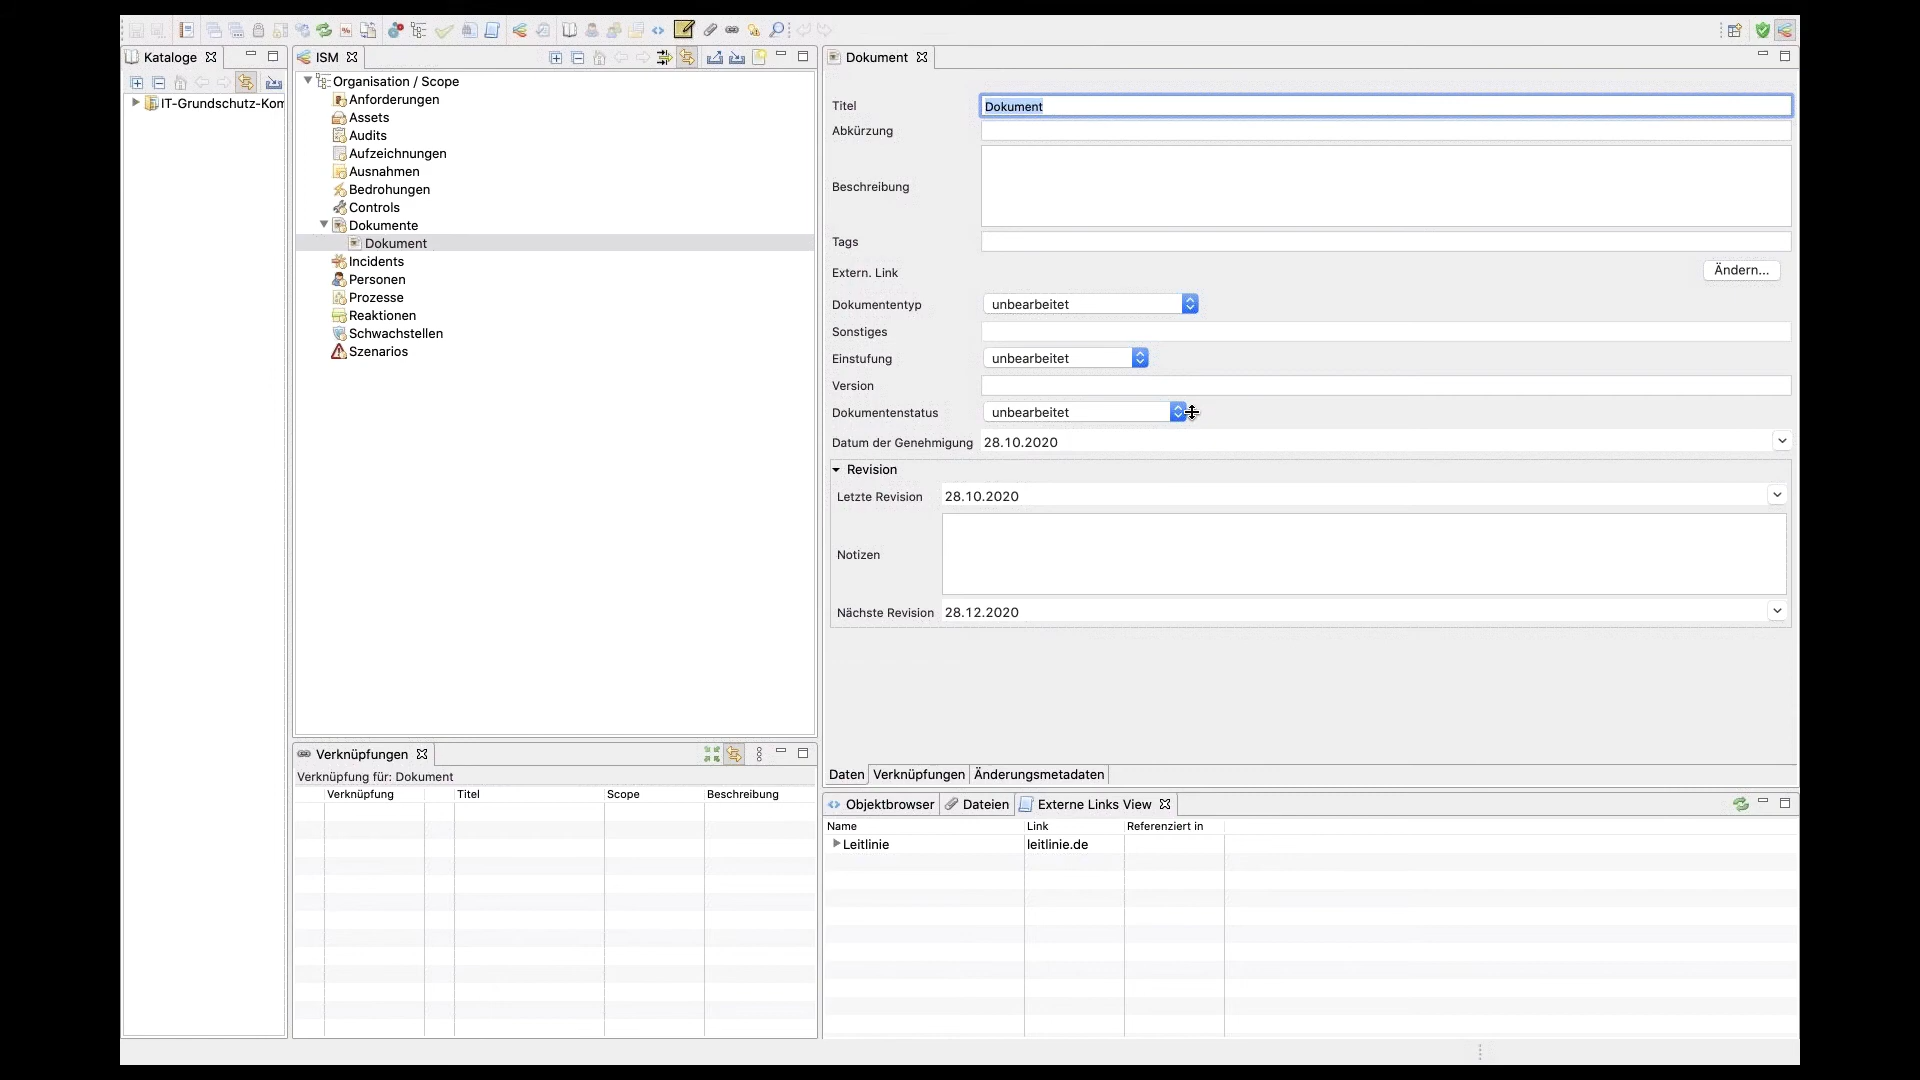 Kataloge
IT-Grundschutz-Kom
ISM
Organisation / Scope
Anforderungen
Assets
Audits
Aufzeichnungen
Ausnahmen
Bedrohungen
Controls
Dokumente
Dokument
Incidents
Personen
Prozesse
Reaktionen
Schwachstellen
Szenarios
Verknüpfungen
Verknüpfung für: Dokument
Verknüpfung Titel Scope Beschreibung
Dokument
Titel Dokument
Abkürzung
Beschreibung
Tags
Extern. Link Ändern...
Dokumententyp unbearbeitet
Sonstiges
Einstufung unbearbeitet
Version
Dokumentenstatus unbearbeitet
Datum der Genehmigung 28.10.2020
Revision
Letzte Revision 28.10.2020
Notizen
Nächste Revision 28.12.2020
Daten Verknüpfungen Änderungsmetadaten
Objektbrowser Dateien Externe Links View
Name Link Referenziert in
Leitlinie leitlinie.de